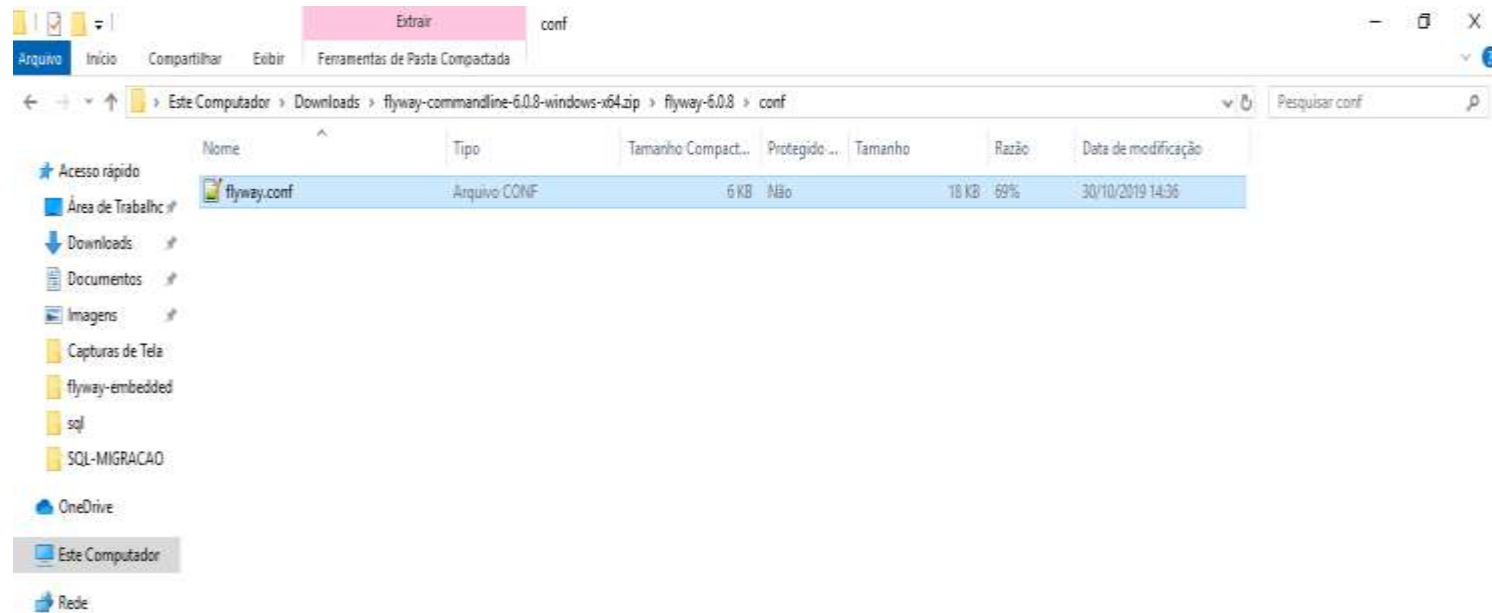 Extrair
conf
Arquivo Início Compartilhar Exibir Ferramentas de Pasta Compactada
Este Computador › Downloads › flyway-commandline-6.0.8-windows-x64.zip › flyway-6.0.8 › conf
Pesquisar conf
Nome Tipo Tamanho Compact... Protegido ... Tamanho Razão Data de modificação
flyway.conf Arquivo CONF 6 KB Não 18 KB 69% 30/10/2019 14:36
Acesso rápido
Área de Trabalhc
Downloads
Documentos
Imagens
Capturas de Tela
flyway-embedded
sql
SQL-MIGRACAO
OneDrive
Este Computador
Rede